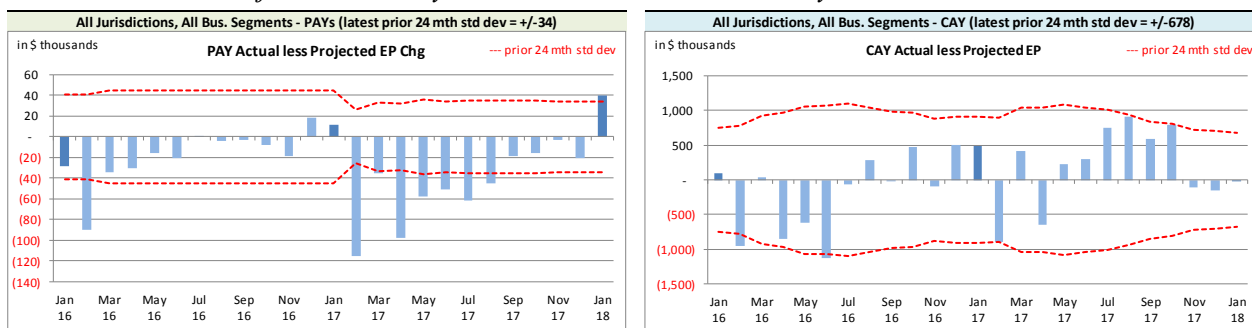 All Jurisdictions, All Bus. Segments - PAYs (latest prior 24 mth std dev = +/-34)
in $ thousands
PAY Actual less Projected EP Chg
--- prior 24 mth std dev
60
40
20
-
(20)
(40)
(60)
(80)
(100)
(120)
(140)
Jan 16 Mar 16 May 16 Jul 16 Sep 16 Nov 16 Jan 17 Mar 17 May 17 Jul 17 Sep 17 Nov 17 Jan 18
All Jurisdictions, All Bus. Segments - CAY (latest prior 24 mth std dev = +/-678)
in $ thousands
CAY Actual less Projected EP
--- prior 24 mth std dev
1,500
1,000
500
-
(500)
(1,000)
(1,500)
Jan 16 Mar 16 May 16 Jul 16 Sep 16 Nov 16 Jan 17 Mar 17 May 17 Jul 17 Sep 17 Nov 17 Jan 18